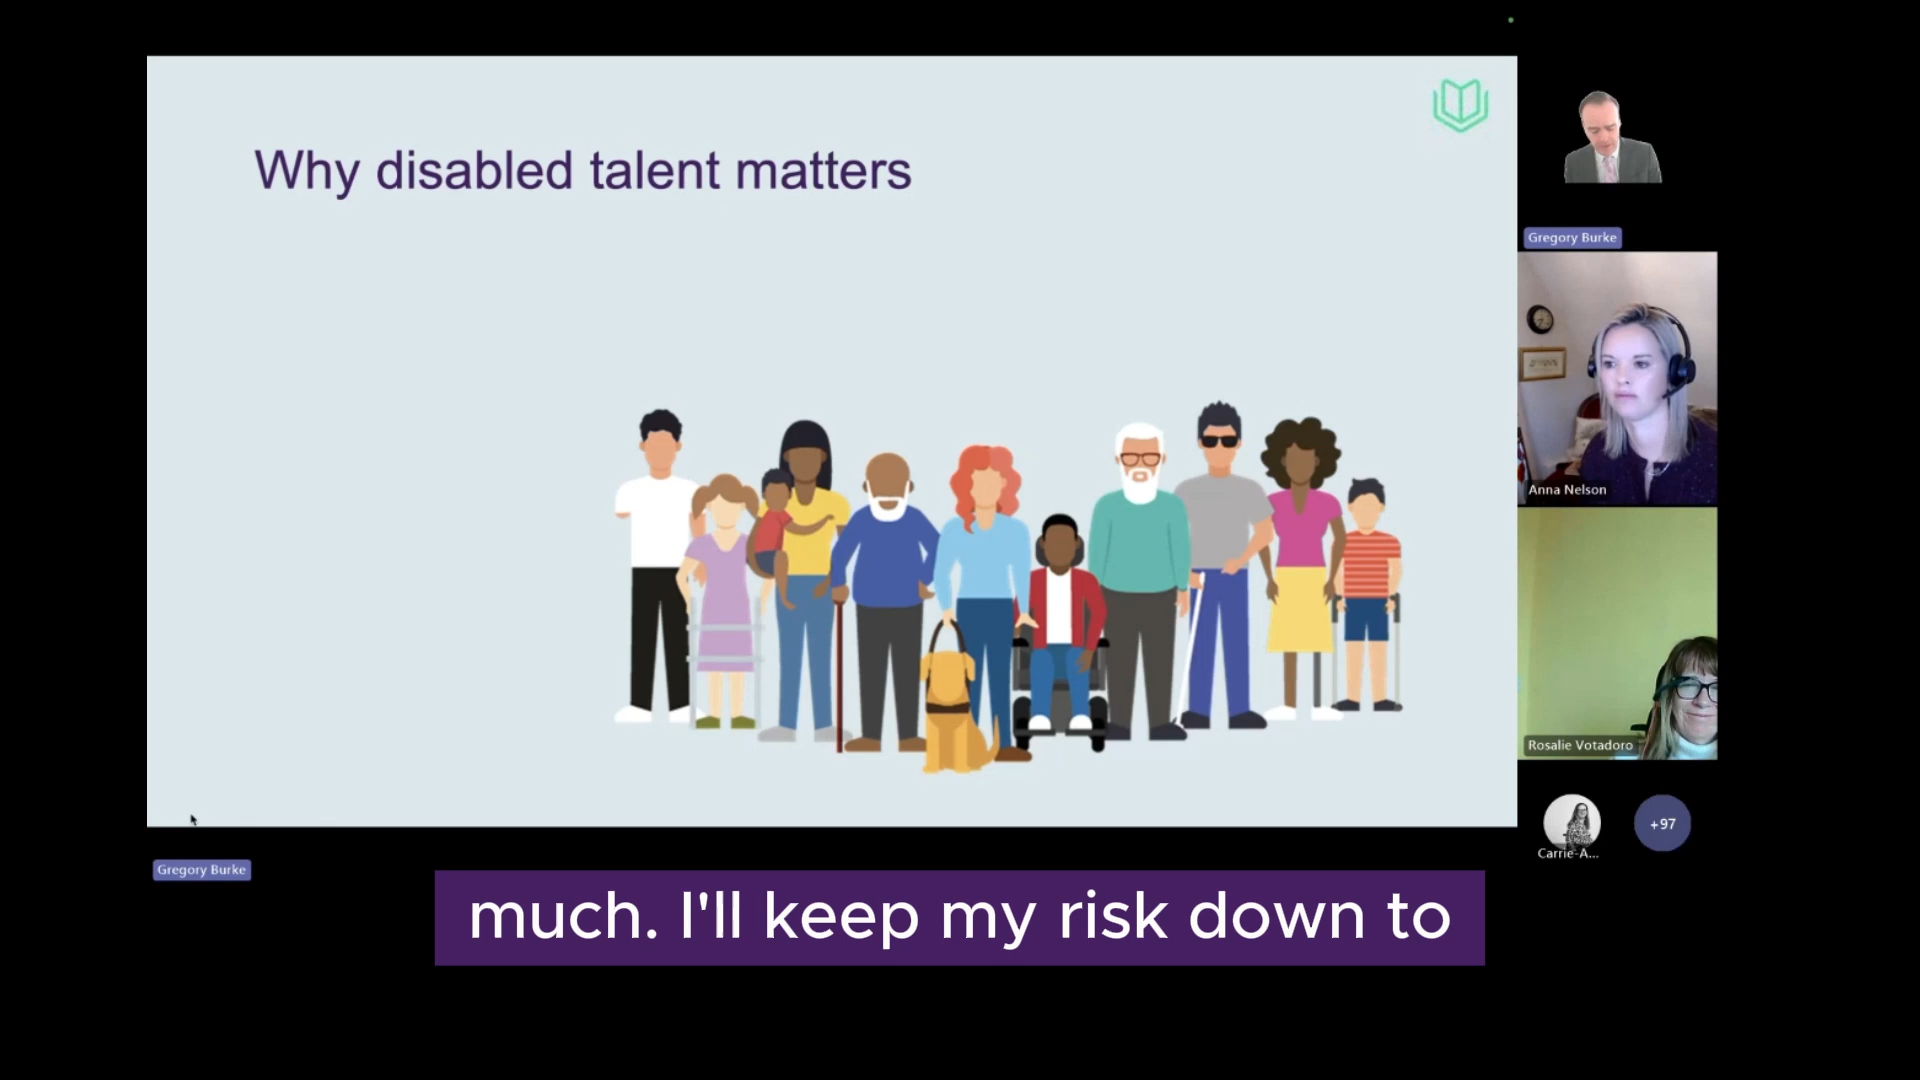 Why disabled talent matters
Gregory Burke
Anna Nelson
Rosalie Votadoro
Carrie-A...
+97
Gregory Burke
much. I'll keep my risk down to